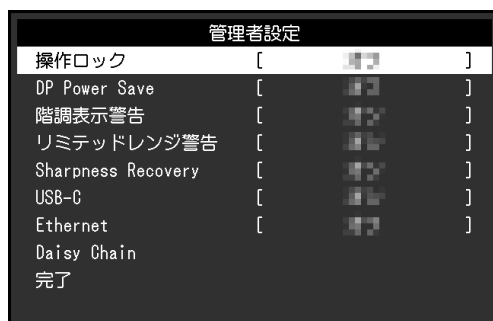 管理者設定
操作ロック [ ]
DP Power Save [ ]
階調表示警告 [ ]
リミテッドレンジ警告 [ ]
Sharpness Recovery [ ]
USB-C [ ]
Ethernet [ ]
Daisy Chain
完了